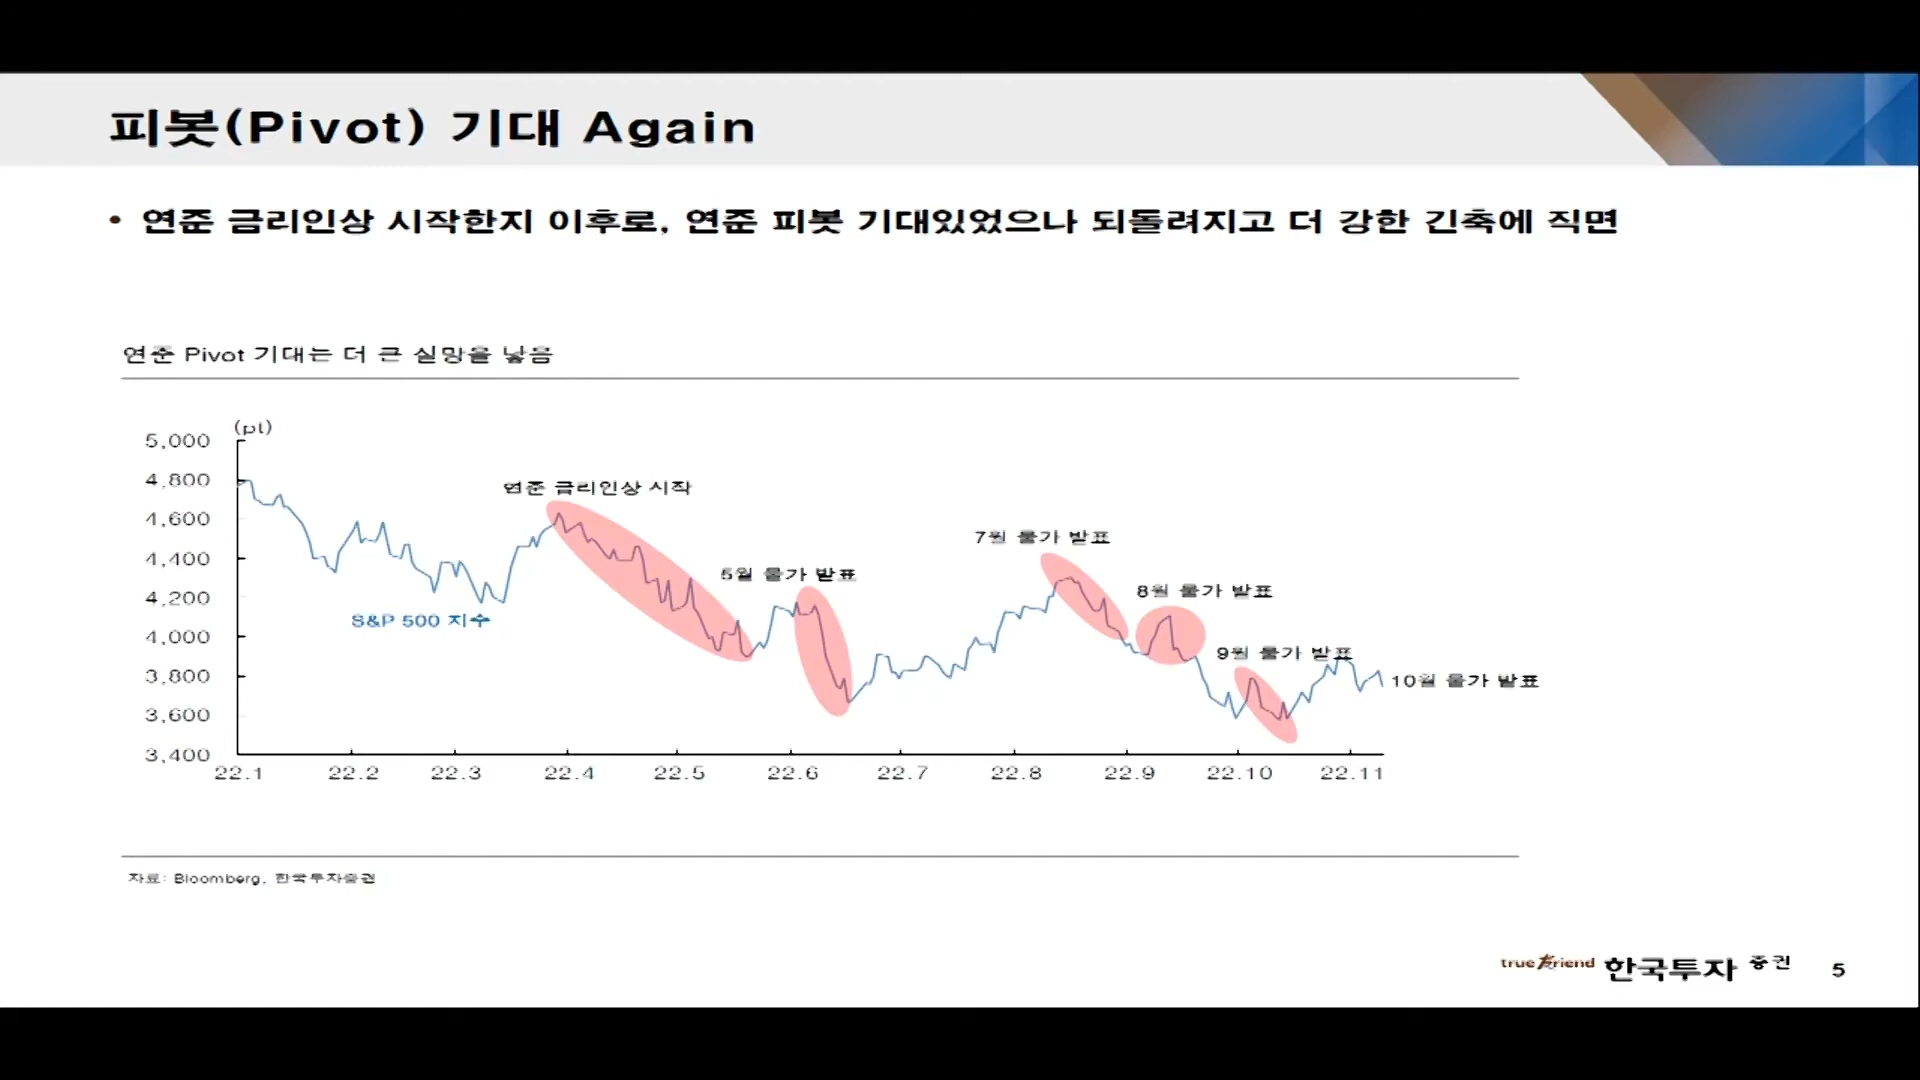 피봇(Pivot) 기대 Again
• 연준 금리인상 시작한지 이후로, 연준 피봇 기대있었으나 되돌려지고 더 강한 긴축에 직면
연준 Pivot 기대는 더 큰 실망을 낳음
(pt)
5,000
4,800
4,600
4,400
4,200
4,000
3,800
3,600
3,400
연준 금리인상 시작
5월 물가 발표
7월 물가 발표
8월 물가 발표
9월 물가 발표
10월 물가 발표
S&P 500 지수
22.1 22.2 22.3 22.4 22.5 22.6 22.7 22.8 22.9 22.10 22.11
자료: Bloomberg, 한국투자증권
true friend 한국투자 증권 5